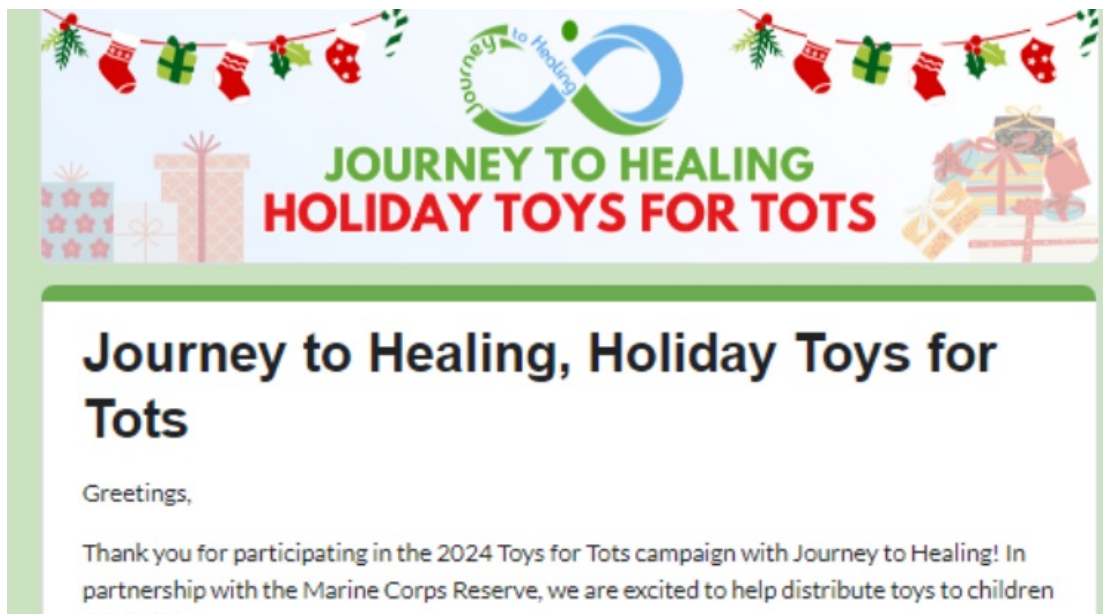 Journey to Healing
JOURNEY TO HEALING
HOLIDAY TOYS FOR TOTS
Journey to Healing, Holiday Toys for
Tots
Greetings,
Thank you for participating in the 2024 Toys for Tots campaign with Journey to Healing! In
partnership with the Marine Corps Reserve, we are excited to help distribute toys to children